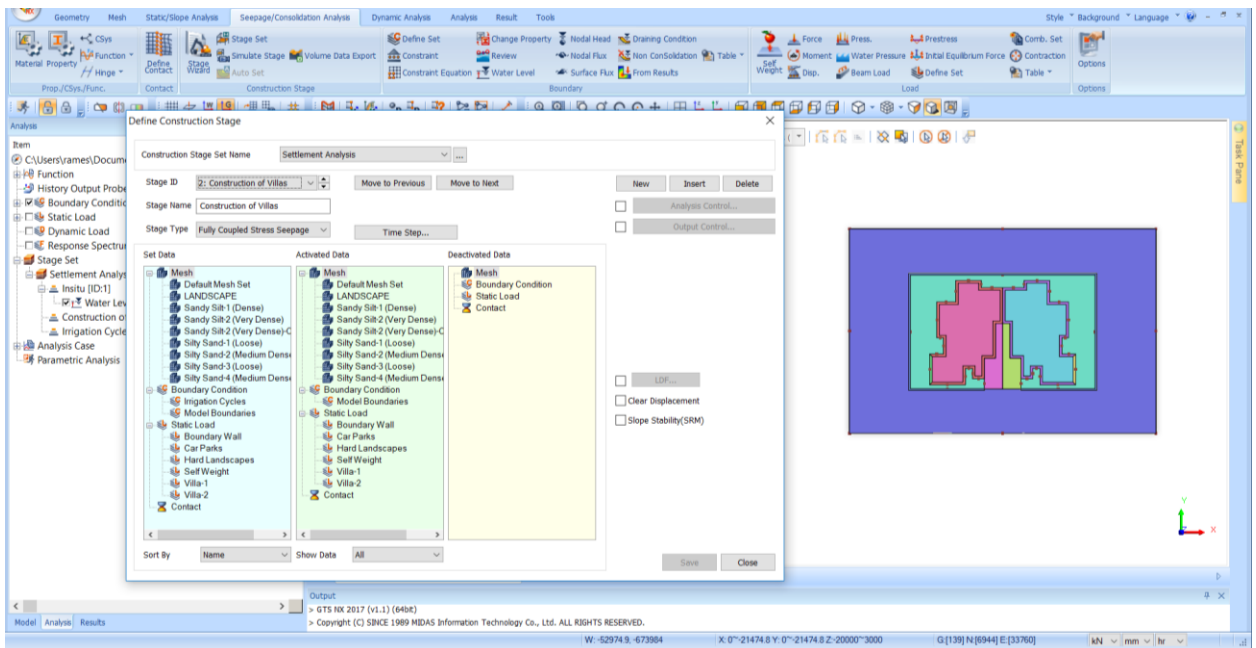 Geometry Mesh Static/Slope Analysis Seepage/Consolidation Analysis Dynamic Analysis Analysis Result Tools Style Background Language
CSys Stage Set Define Set Change Property Nodal Head Draining Condition Force Press. Prestress Comb. Set
Material Property Function Define Contact Stage Wizard Simulate Stage Volume Data Export Constraint Review Nodal Flux Non Consolidation Table Self Weight Moment Water Pressure Intial Equilibrium Force Contraction Options
Hinge Auto Set Constraint Equation Water Level Surface Flux From Results Disp. Beam Load Define Set Table
Prop./CSys./Func. Contact Construction Stage Boundary Load Options
Analysis
Item
C:\Users\rames\Docum
Function
History Output Probe
Boundary Conditio
Static Load
Dynamic Load
Response Spectru
Stage Set
Settlement Analys
Insitu [ID:1]
Water Lev
Construction o
Irrigation Cycle
Analysis Case
Parametric Analysis
Define Construction Stage
Construction Stage Set Name Settlement Analysis ...
Stage ID 2: Construction of Villas Move to Previous Move to Next New Insert Delete
Stage Name Construction of Villas Analysis Control...
Stage Type Fully Coupled Stress Seepage Time Step... Output Control...
Set Data
Mesh
Default Mesh Set
LANDSCAPE
Sandy Silt-1 (Dense)
Sandy Silt-2 (Very Dense)
Sandy Silt-2 (Very Dense)-C
Silty Sand-1 (Loose)
Silty Sand-2 (Medium Dense
Silty Sand-3 (Loose)
Silty Sand-4 (Medium Dense
Boundary Condition
Irrigation Cycles
Model Boundaries
Static Load
Boundary Wall
Car Parks
Hard Landscapes
Self Weight
Villa-1
Villa-2
Contact
Activated Data
Mesh
Default Mesh Set
LANDSCAPE
Sandy Silt-1 (Dense)
Sandy Silt-2 (Very Dense)
Sandy Silt-2 (Very Dense)-C
Silty Sand-1 (Loose)
Silty Sand-2 (Medium Dense
Silty Sand-3 (Loose)
Silty Sand-4 (Medium Dense
Boundary Condition
Model Boundaries
Static Load
Boundary Wall
Car Parks
Hard Landscapes
Self Weight
Villa-1
Villa-2
Contact
Deactivated Data
Mesh
Boundary Condition
Static Load
Contact
LDF...
Clear Displacement
Slope Stability(SRM)
Sort By Name Show Data All
Save Close
Task Pane
Y
X
Output
> GTS NX 2017 (v1.1) (64bit)
> Copyright (C) SINCE 1989 MIDAS Information Technology Co., Ltd. ALL RIGHTS RESERVED.
Model Analysis Results
W: -52974.9, -673984 X: 0~-21474.8 Y: 0~-21474.8 Z:-20000~3000 G:[139] N:[6944] E:[33760] kN mm hr